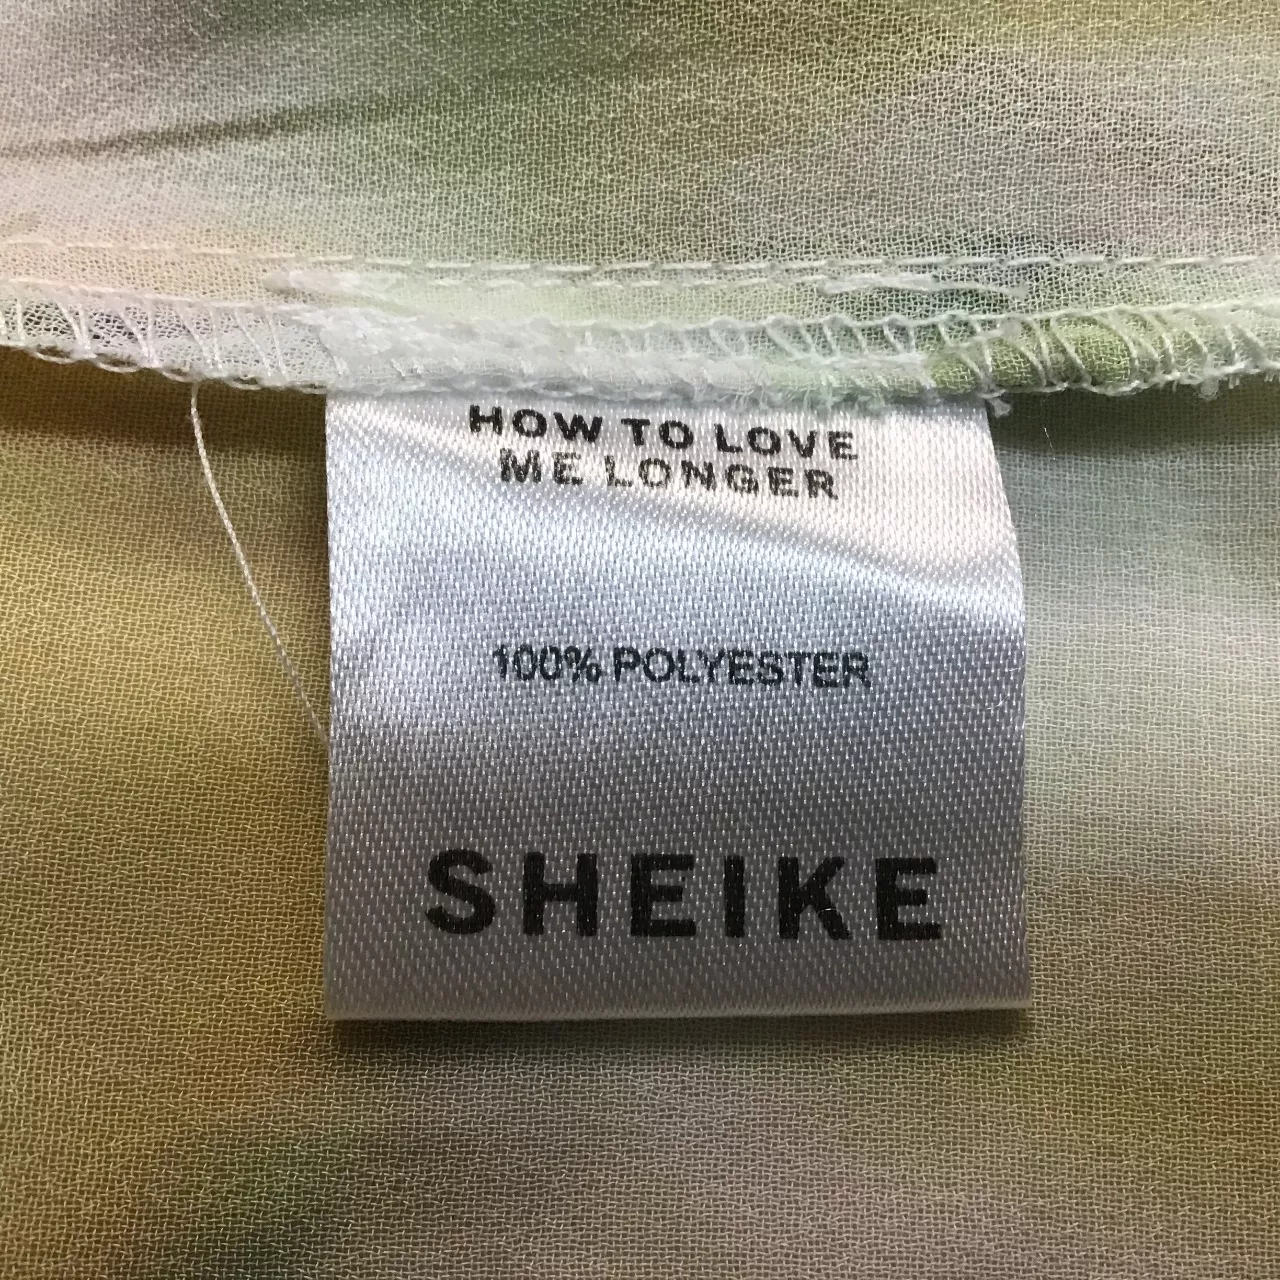 HOW TO LOVE
ME LONGER
100% POLYESTER
SHEIKE